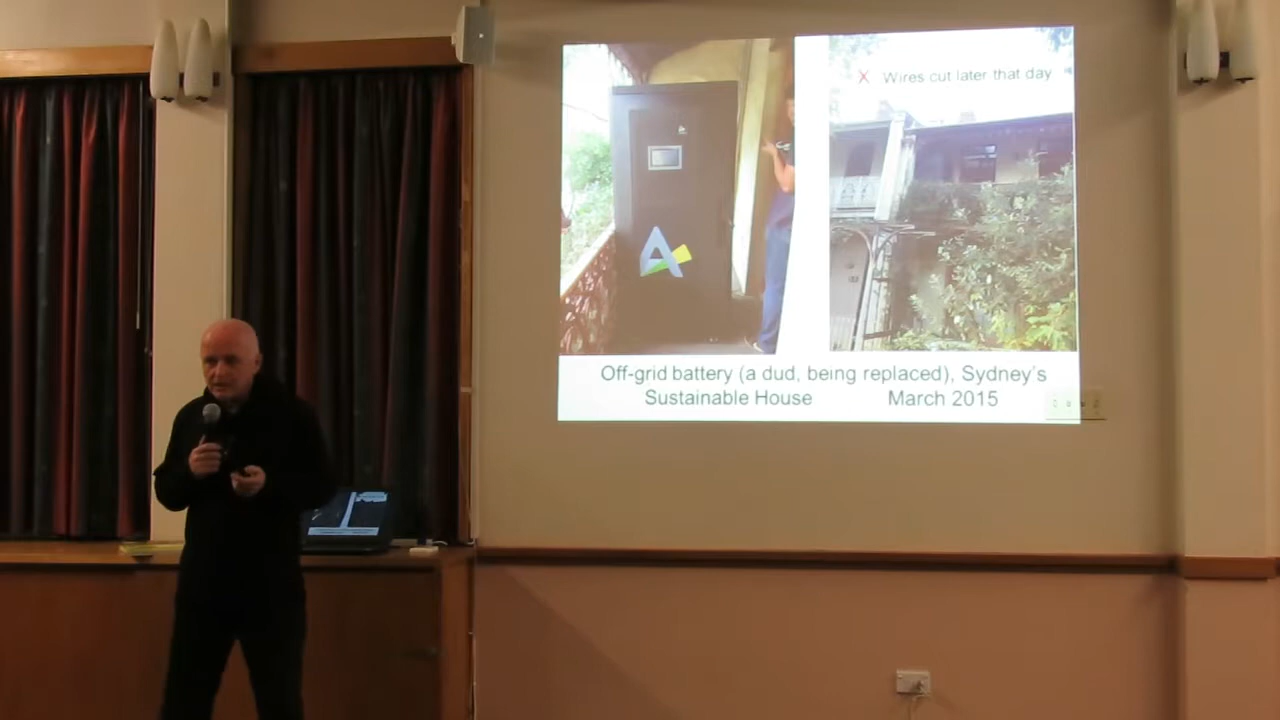 X Wires cut later that day
A
Off-grid battery (a dud, being replaced), Sydney's
Sustainable House March 2015